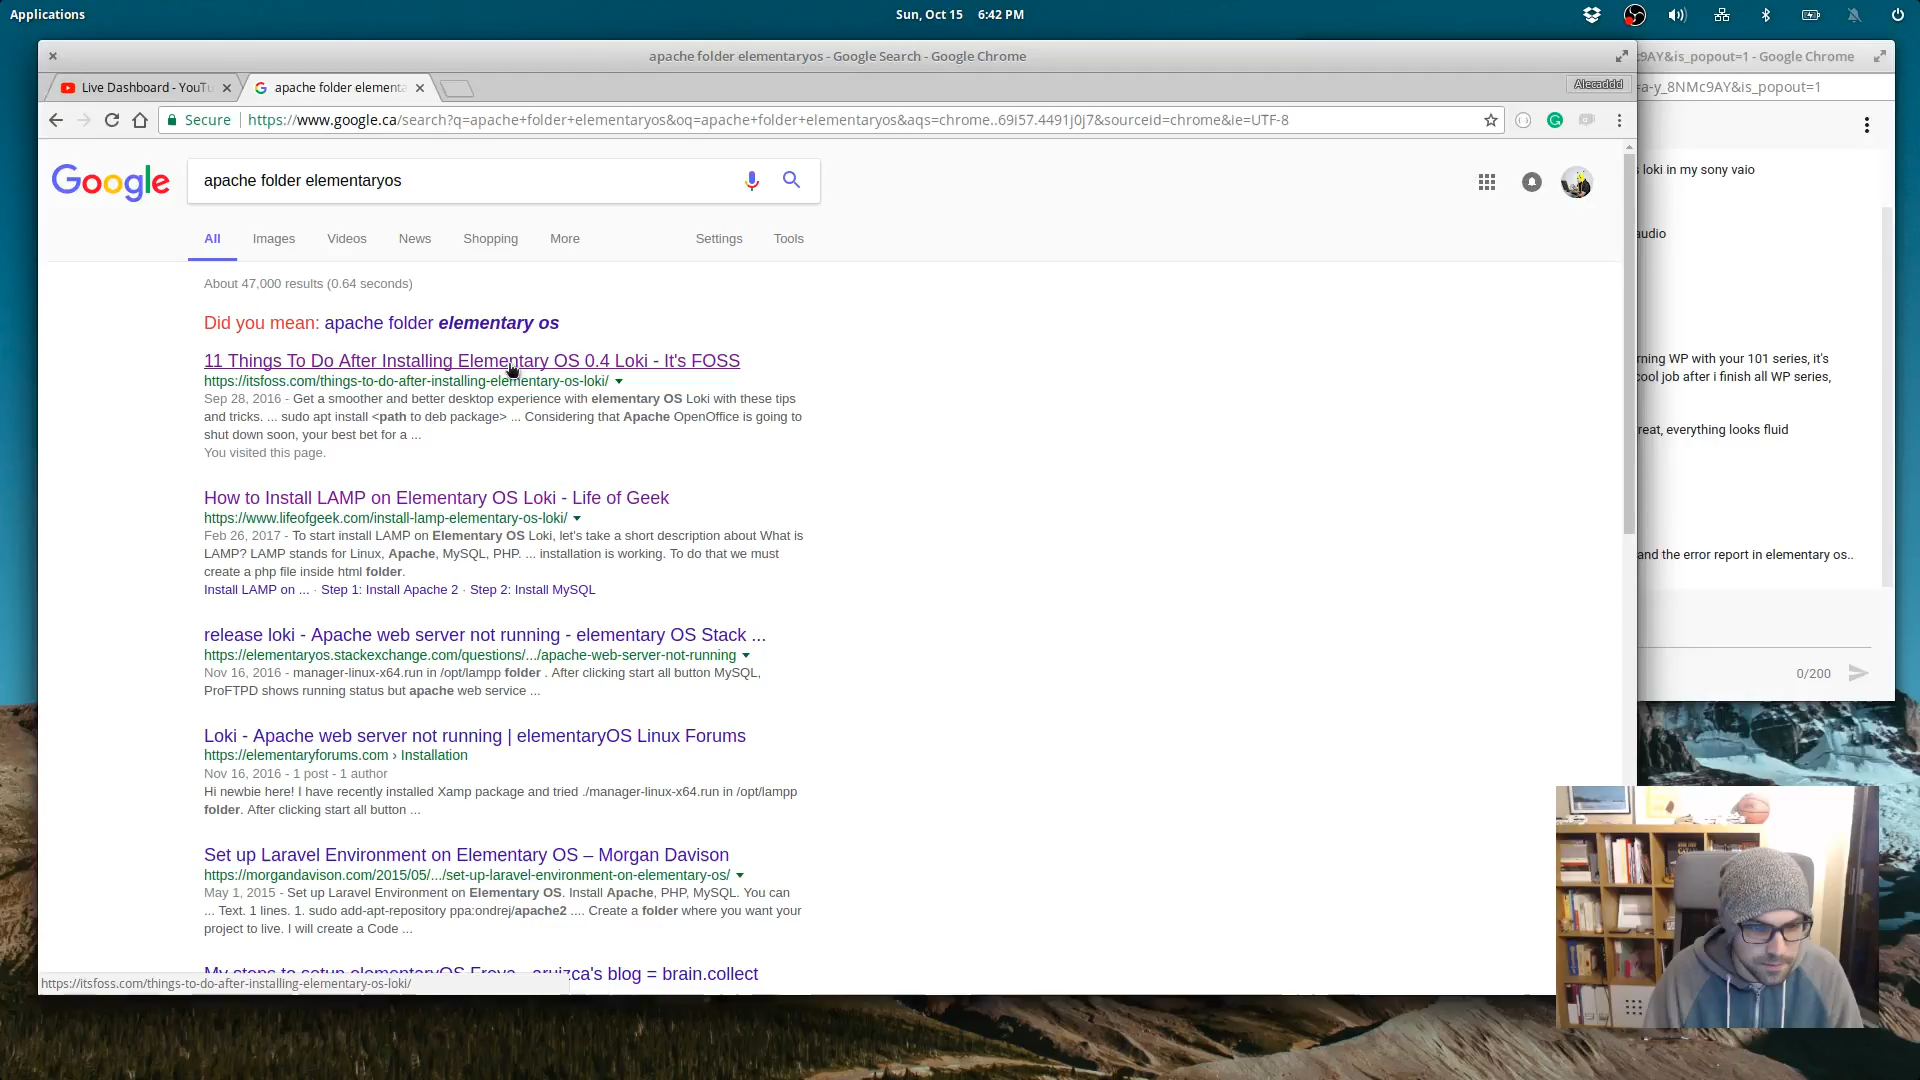 Applications
Sun, Oct 15 6:42 PM
apache folder elementaryos - Google Search - Google Chrome
c9AY&is_popout=1 - Google Chrome
Live Dashboard - YouTu
apache folder elementa
Alecaddd
=a-y_8NMc9AY&is_popout=1
Secure
https://www.google.ca/search?q=apache+folder+elementaryos&oq=apache+folder+elementaryos&aqs=chrome..69i57.4491j0j7&sourceid=chrome&ie=UTF-8
Google
apache folder elementaryos
All Images Videos News Shopping More Settings Tools
About 47,000 results (0.64 seconds)
Did you mean: apache folder elementary os
11 Things To Do After Installing Elementary OS 0.4 Loki - It's FOSS
https://itsfoss.com/things-to-do-after-installing-elementary-os-loki/
Sep 28, 2016 - Get a smoother and better desktop experience with elementary OS Loki with these tips
and tricks. ... sudo apt install <path to deb package> ... Considering that Apache OpenOffice is going to
shut down soon, your best bet for a ...
You visited this page.
How to Install LAMP on Elementary OS Loki - Life of Geek
https://www.lifeofgeek.com/install-lamp-elementary-os-loki/
Feb 26, 2017 - To start install LAMP on Elementary OS Loki, let's take a short description about What is
LAMP? LAMP stands for Linux, Apache, MySQL, PHP. ... installation is working. To do that we must
create a php file inside html folder.
Install LAMP on ... · Step 1: Install Apache 2 · Step 2: Install MySQL
release loki - Apache web server not running - elementary OS Stack ...
https://elementaryos.stackexchange.com/questions/.../apache-web-server-not-running
Nov 16, 2016 - manager-linux-x64.run in /opt/lampp folder . After clicking start all button MySQL,
ProFTPD shows running status but apache web service ...
Loki - Apache web server not running | elementaryOS Linux Forums
https://elementaryforums.com › Installation
Nov 16, 2016 - 1 post - 1 author
Hi newbie here! I have recently installed Xamp package and tried ./manager-linux-x64.run in /opt/lampp
folder. After clicking start all button ...
Set up Laravel Environment on Elementary OS – Morgan Davison
https://morgandavison.com/2015/05/.../set-up-laravel-environment-on-elementary-os/
May 1, 2015 - Set up Laravel Environment on Elementary OS. Install Apache, PHP, MySQL. You can
... Text. 1 lines. 1. sudo add-apt-repository ppa:ondrej/apache2 .... Create a folder where you want your
project to live. I will create a Code ...
My steps to setup elementaryOS Freya - aruizca's blog = brain.collect
https://itsfoss.com/things-to-do-after-installing-elementary-os-loki/
loki in my sony vaio
audio
rning WP with your 101 series, it's
cool job after i finish all WP series,
reat, everything looks fluid
and the error report in elementary os..
0/200